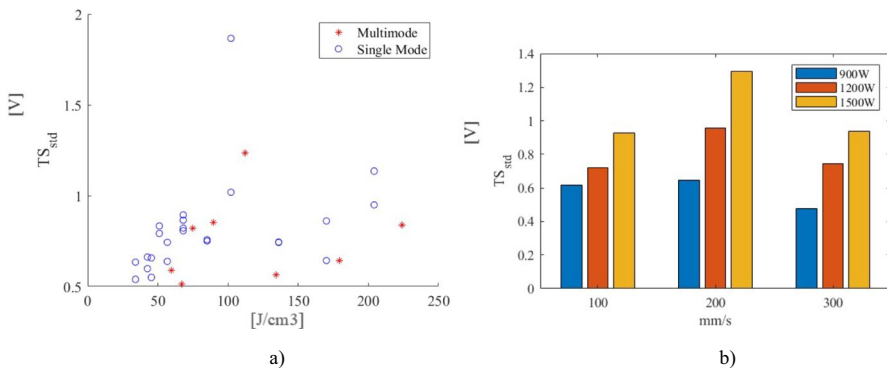 2
Multimode
Single Mode
1.5
[V]
TS_std
1
0.5
0 50 100 150 200 250
[J/cm3]
a)
1.4
900W
1200W
1500W
1.2
1
[V]
0.8
TS_std
0.6
0.4
0.2
0
100 200 300
mm/s
b)